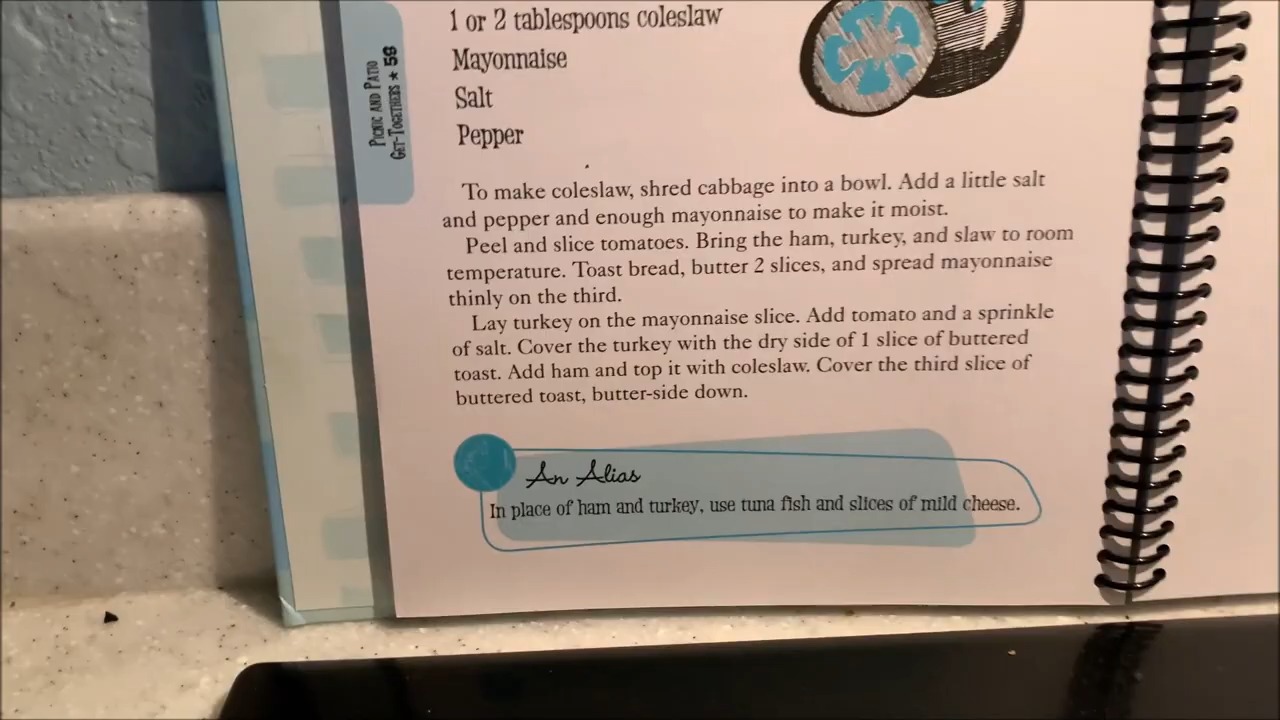 PICNIC AND PATIO
GET-TOGETHERS ★ 59
1 or 2 tablespoons coleslaw
Mayonnaise
Salt
Pepper
To make coleslaw, shred cabbage into a bowl. Add a little salt
and pepper and enough mayonnaise to make it moist.
Peel and slice tomatoes. Bring the ham, turkey, and slaw to room
temperature. Toast bread, butter 2 slices, and spread mayonnaise
thinly on the third.
Lay turkey on the mayonnaise slice. Add tomato and a sprinkle
of salt. Cover the turkey with the dry side of 1 slice of buttered
toast. Add ham and top it with coleslaw. Cover the third slice of
buttered toast, butter-side down.
An Alias
In place of ham and turkey, use tuna fish and slices of mild cheese.